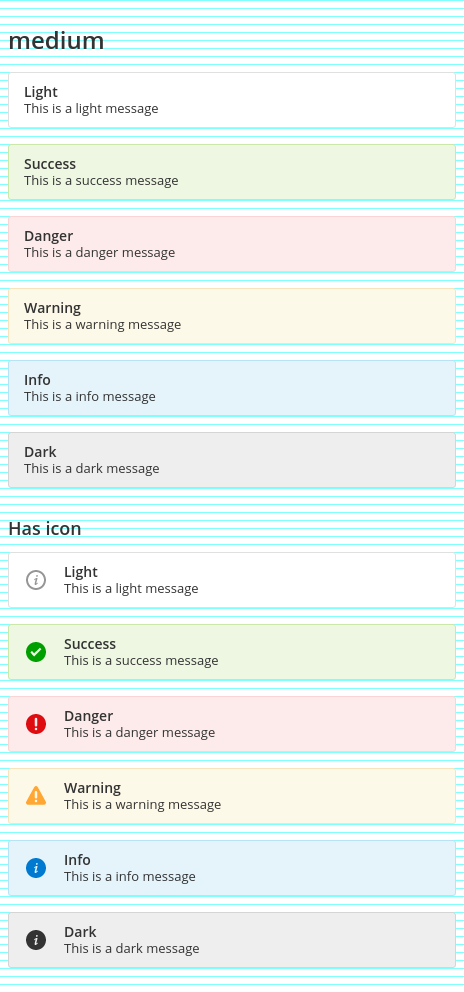 medium
Light
This is a light message
Success
This is a success message
Danger
This is a danger message
Warning
This is a warning message
Info
This is a info message
Dark
This is a dark message
Has icon
Light
This is a light message
Success
This is a success message
Danger
This is a danger message
Warning
This is a warning message
Info
This is a info message
Dark
This is a dark message